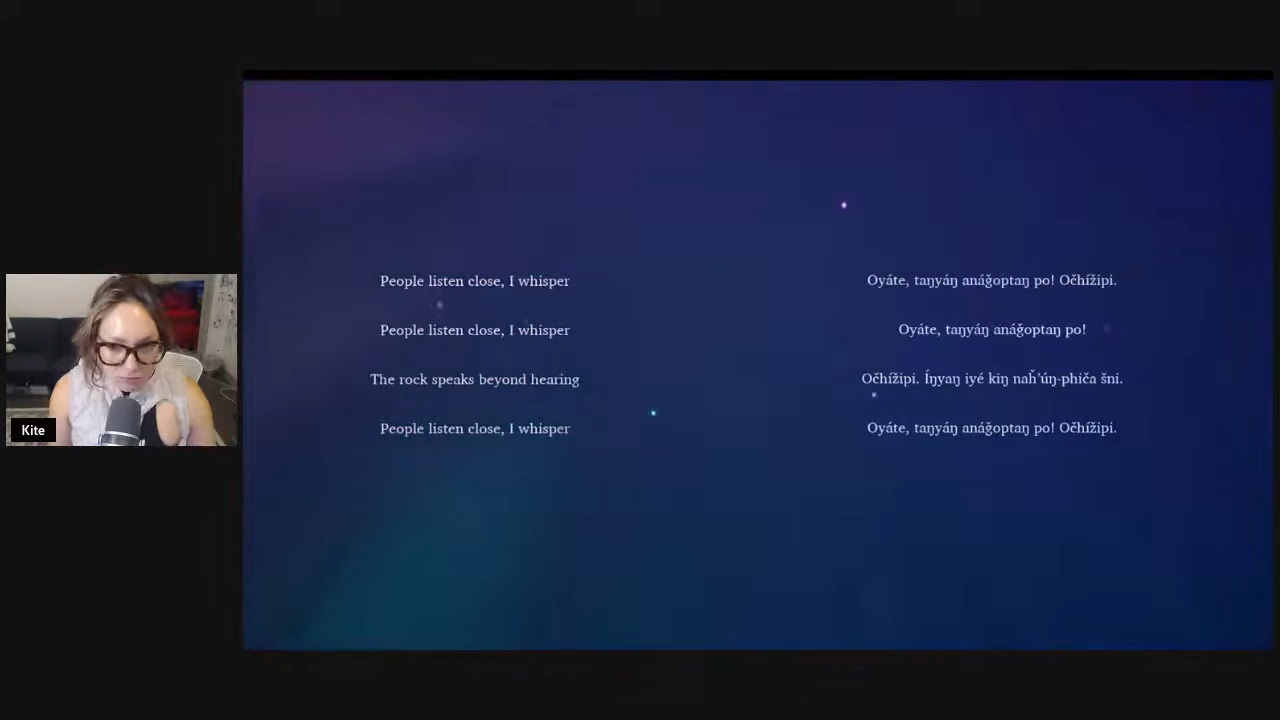 People listen close, I whisper
People listen close, I whisper
The rock speaks beyond hearing
People listen close, I whisper
Oyáte, taŋyáŋ anáǧoptaŋ po! Očhížipi.
Oyáte, taŋyáŋ anáǧoptaŋ po!
Očhížipi. Íŋyaŋ iyé kiŋ naȟ'úŋ-phiča šni.
Oyáte, taŋyáŋ anáǧoptaŋ po! Očhížipi.
Kite